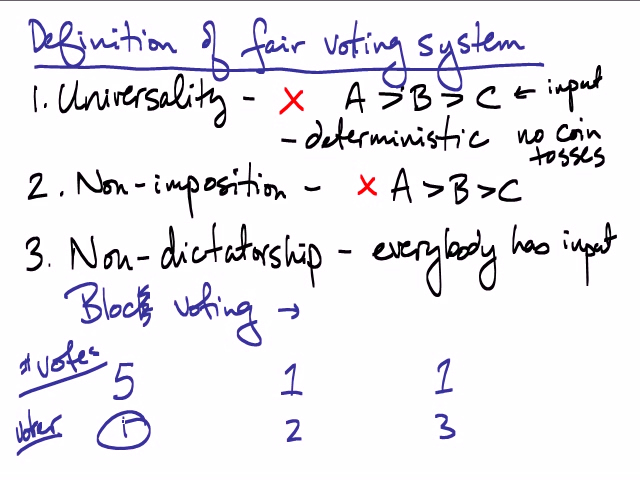 Definition of fair voting system
1. Universality - × A > B > C ← input
- deterministic no coin
tosses
2. Non-imposition - × A > B > C
3. Non-dictatorship - everybody has input
Block voting →
# votes 5 1 1
voter 1 2 3